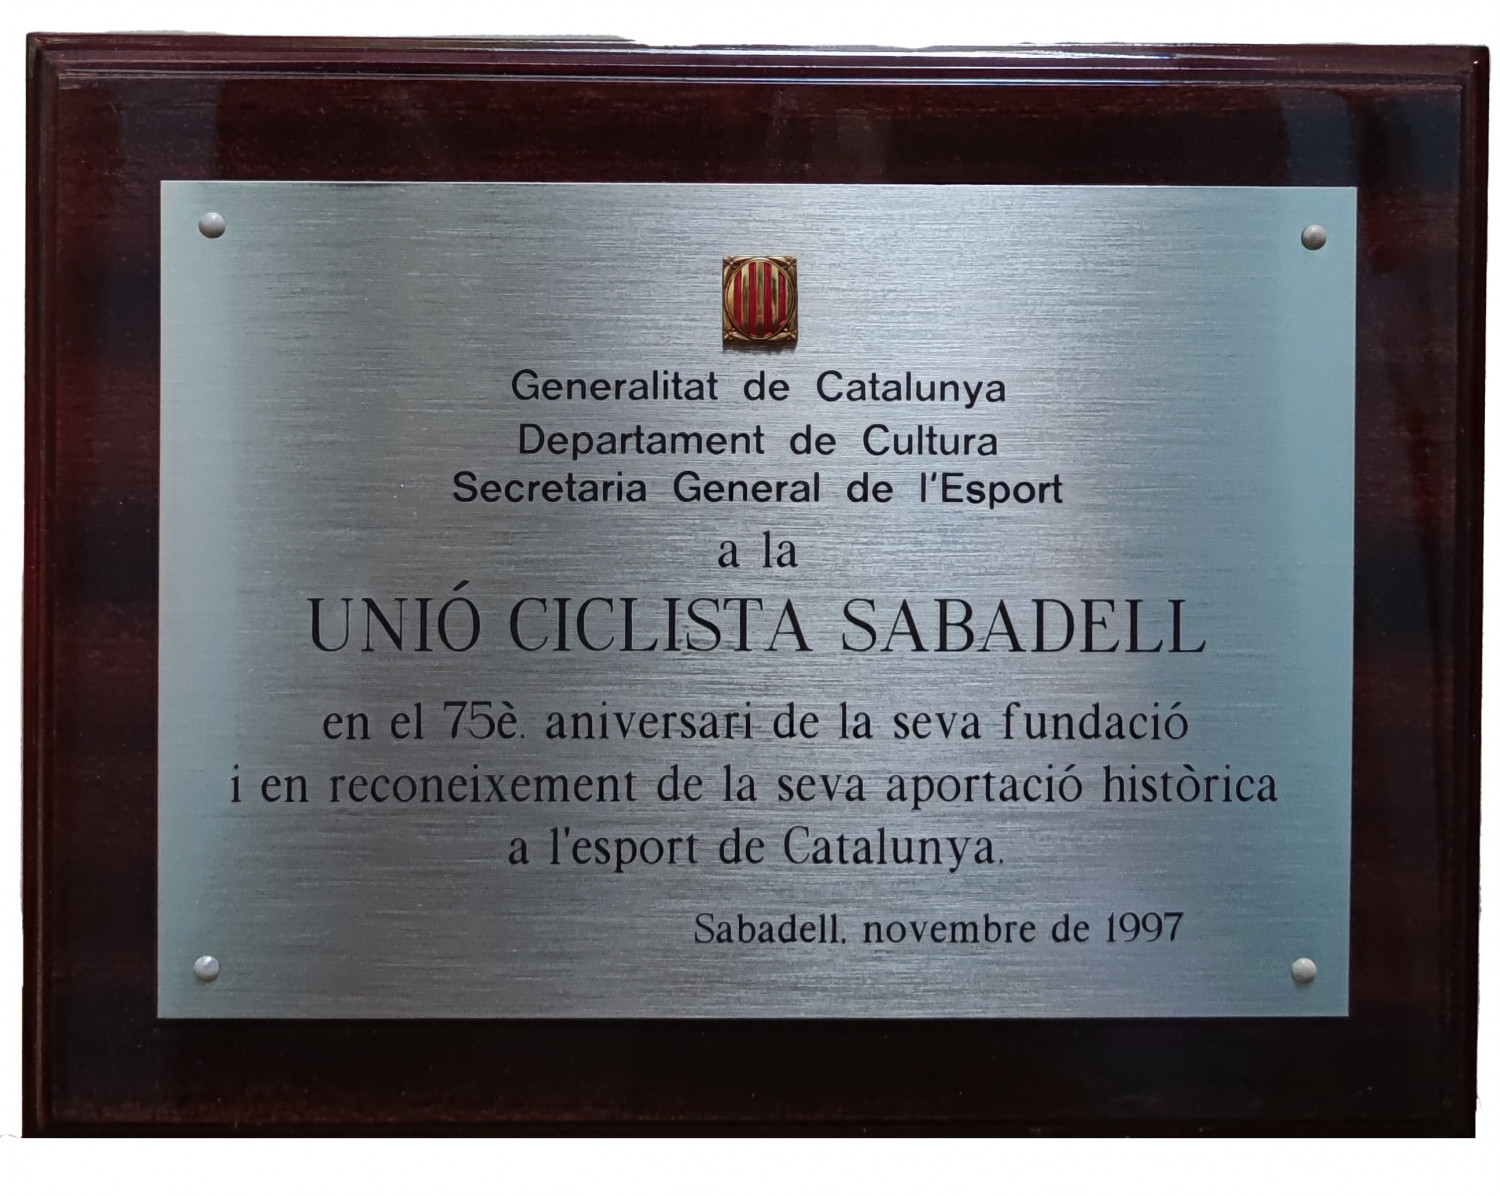 Generalitat de Catalunya
Departament de Cultura
Secretaria General de l'Esport
a la
UNIÓ CICLISTA SABADELL
en el 75è. aniversari de la seva fundació
i en reconeixement de la seva aportació històrica
a l'esport de Catalunya.
Sabadell, novembre de 1997